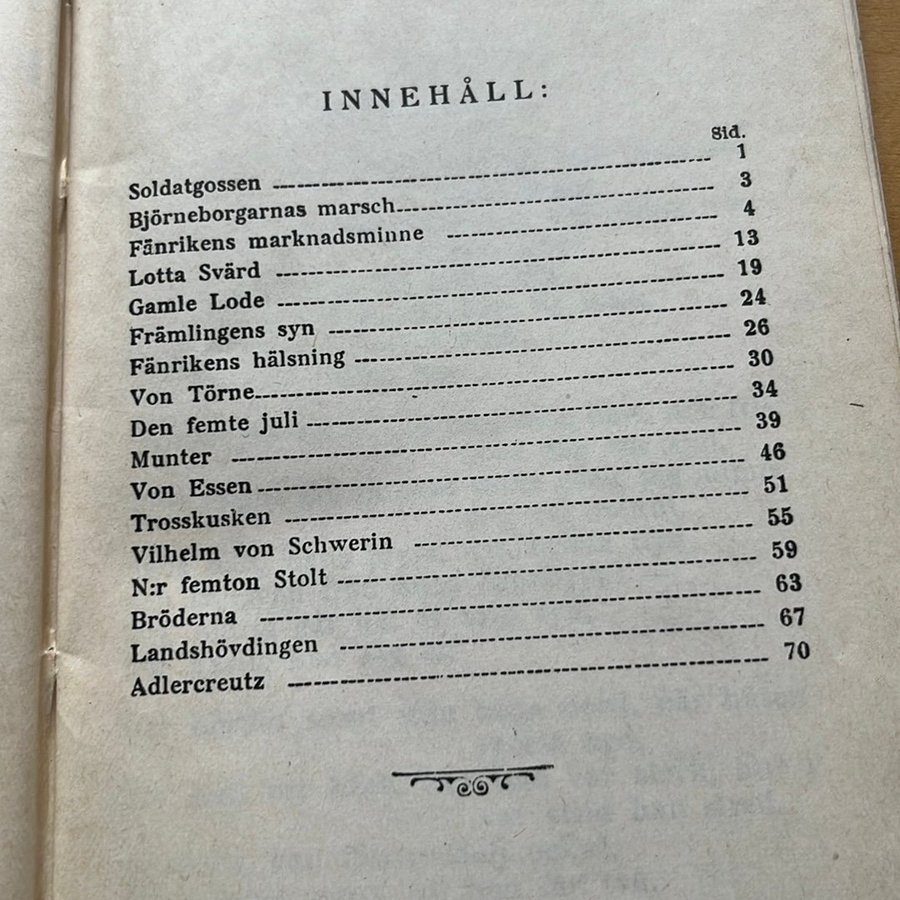 INNEHÅLL:
Sid.
Soldatgossen 1
Björneborgarnas marsch 3
Fänrikens marknadsminne 4
Lotta Svärd 13
Gamle Lode 19
Främlingens syn 24
Fänrikens hälsning 26
Von Törne 30
Den femte juli 34
Munter 39
Von Essen 46
Trosskusken 51
Vilhelm von Schwerin 55
N:r femton Stolt 59
Bröderna 63
Landshövdingen 67
Adlercreutz 70